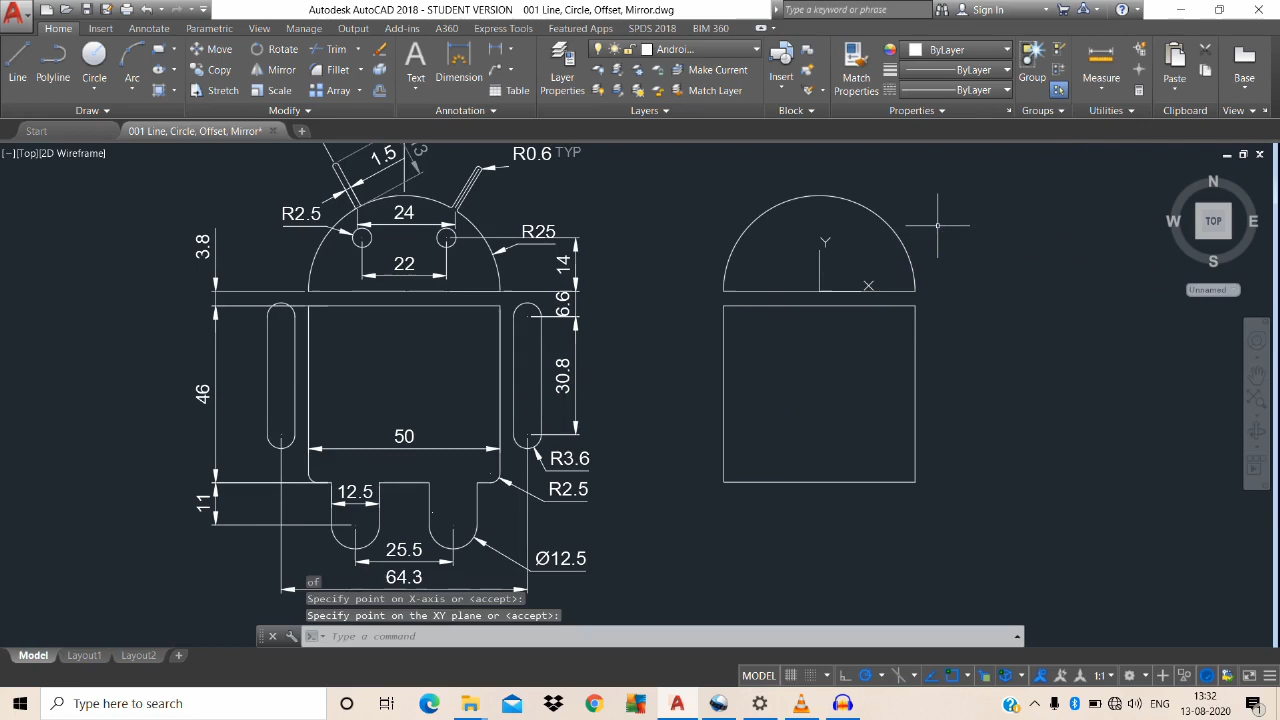 Autodesk AutoCAD 2018 - STUDENT VERSION 001 Line, Circle, Offset, Mirror.dwg
Type a keyword or phrase
Sign In
Home Insert Annotate Parametric View Manage Output Add-ins A360 Express Tools Featured Apps SPDS 2018 BIM 360
Line Polyline Circle Arc
Move Rotate Trim
Copy Mirror Fillet
Stretch Scale Array
Text Dimension Table
Layer Properties
Androi...
Make Current
Match Layer
Insert
Match Properties
ByLayer
ByLayer
ByLayer
Group
Measure
Paste
Base
Draw Modify Annotation Layers Block Properties Groups Utilities Clipboard View
Start 001 Line, Circle, Offset, Mirror*
[−][Top][2D Wireframe]
1.5
R0.6 TYP
R2.5
24
R25
3.8
14
22
6.6
46
30.8
50
R3.6
R2.5
12.5
11
25.5
Ø12.5
64.3
Y
X
N
W TOP E
S
Unnamed
of
Specify point on X-axis or <accept>:
Specify point on the XY plane or <accept>:
Type a command
Model Layout1 Layout2
MODEL
1:1
Type here to search
ENG
13:32
13-08-2020